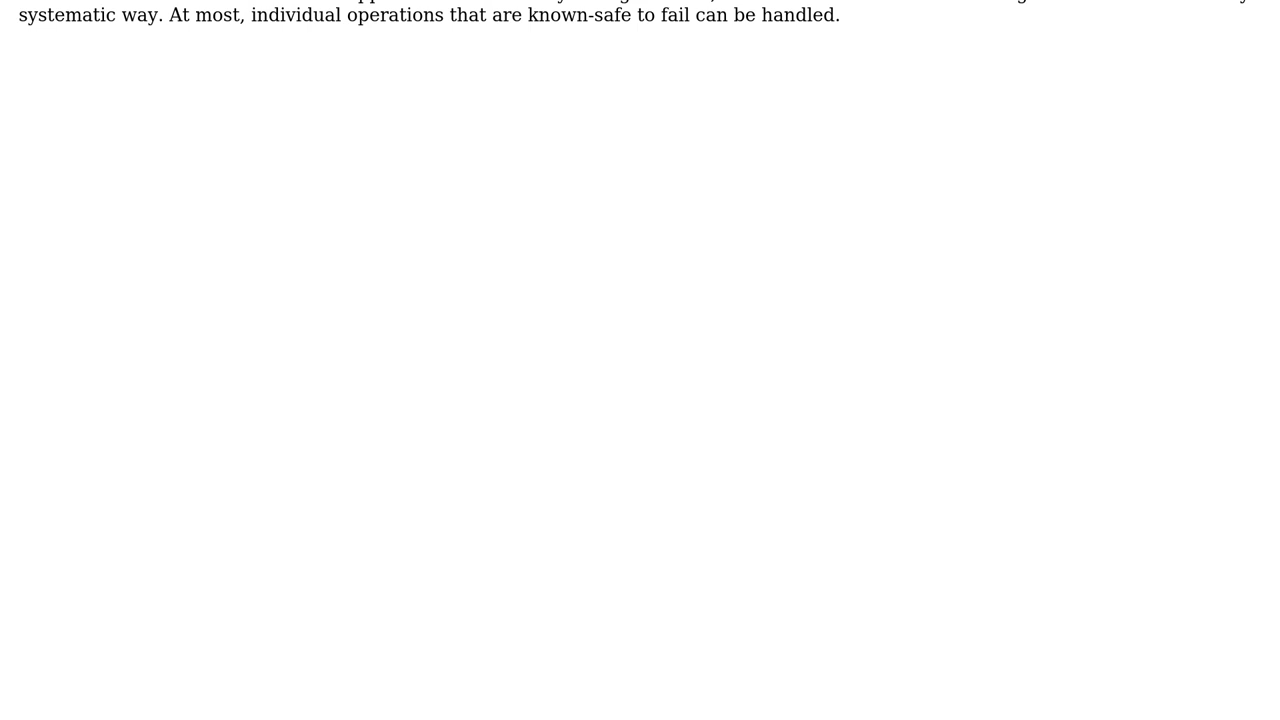 systematic way. At most, individual operations that are known-safe to fail can be handled.